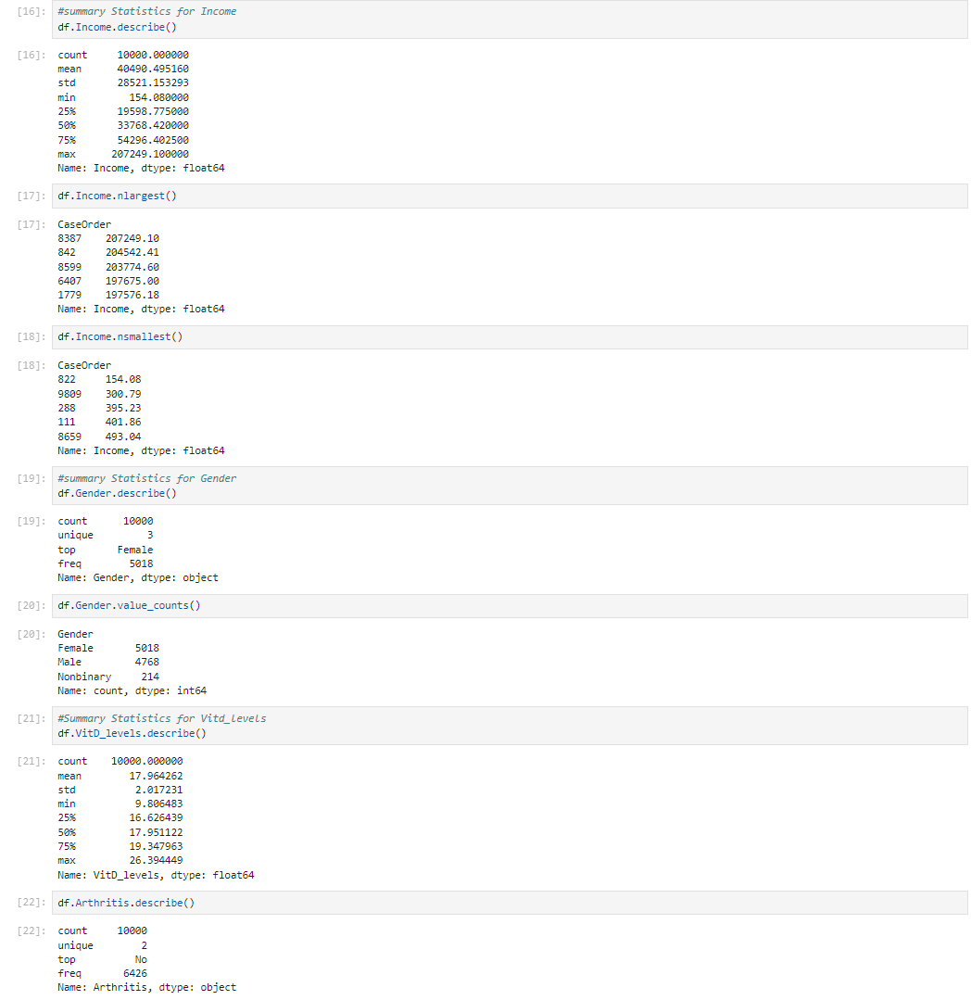 [16]: #summary Statistics for Income
df.Income.describe()
[16]: count 10000.000000
mean 40490.495160
std 28521.153293
min 154.080000
25% 19598.775000
50% 33768.420000
75% 54296.402500
max 207249.100000
Name: Income, dtype: float64
[17]: df.Income.nlargest()
[17]: CaseOrder
8387 207249.10
842 204542.41
8599 203774.60
6407 197675.00
1779 197576.18
Name: Income, dtype: float64
[18]: df.Income.nsmallest()
[18]: CaseOrder
822 154.08
9809 300.79
288 395.23
111 401.86
8659 493.04
Name: Income, dtype: float64
[19]: #summary Statistics for Gender
df.Gender.describe()
[19]: count 10000
unique 3
top Female
freq 5018
Name: Gender, dtype: object
[20]: df.Gender.value_counts()
[20]: Gender
Female 5018
Male 4768
Nonbinary 214
Name: count, dtype: int64
[21]: #Summary Statistics for Vitd_levels
df.VitD_levels.describe()
[21]: count 10000.000000
mean 17.964262
std 2.017231
min 9.806483
25% 16.626439
50% 17.951122
75% 19.347963
max 26.394449
Name: VitD_levels, dtype: float64
[22]: df.Arthritis.describe()
[22]: count 10000
unique 2
top No
freq 6426
Name: Arthritis, dtype: object